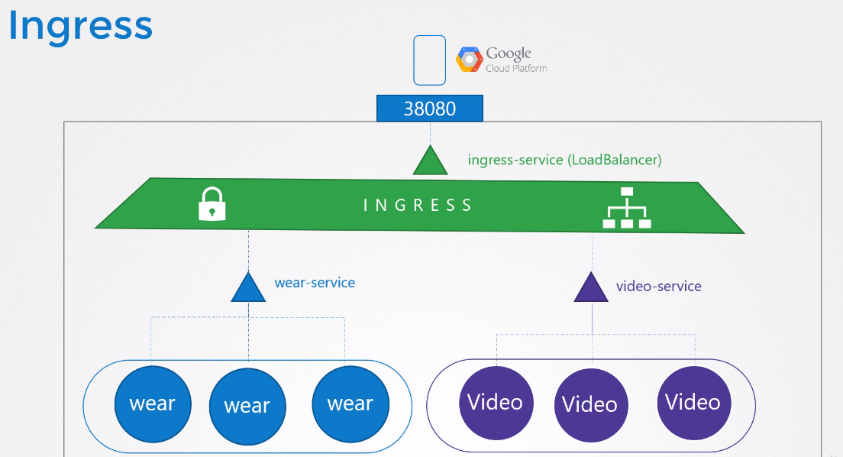 Ingress
Google
Cloud Platform
38080
ingress-service (LoadBalancer)
INGRESS
wear-service
video-service
wear
wear
wear
Video
Video
Video